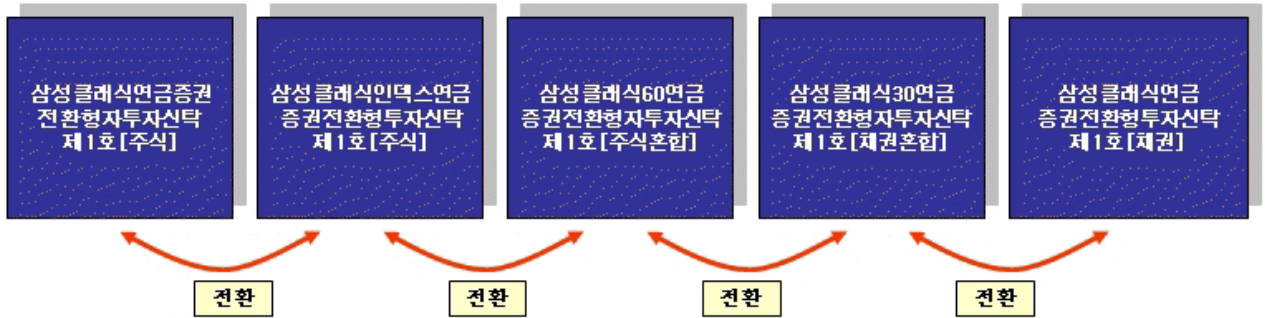 삼성클래식연금증권
전환형자투자신탁
제1호[주식]
삼성클래식인덱스연금
증권전환형투자신탁
제1호[주식]
삼성클래식60연금
증권전환형투자신탁
제1호[주식혼합]
삼성클래식30연금
증권전환형투자신탁
제1호[채권혼합]
삼성클래식연금
증권전환형투자신탁
제1호[채권]
전환
전환
전환
전환